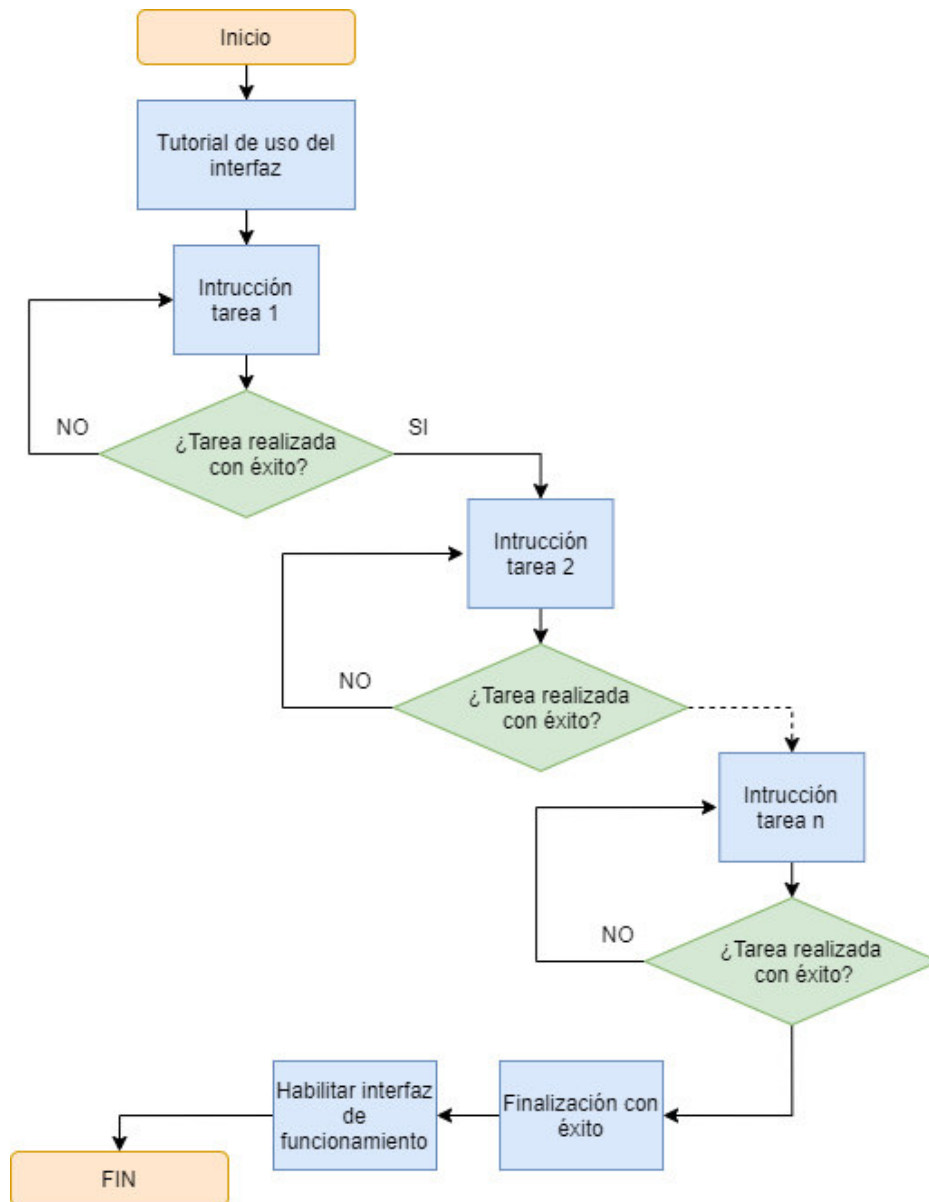 Inicio
Tutorial de uso del
interfaz
Intrucción
tarea 1
NO
SI
¿Tarea realizada
con éxito?
Intrucción
tarea 2
NO
¿Tarea realizada
con éxito?
Intrucción
tarea n
NO
¿Tarea realizada
con éxito?
Habilitar interfaz
de
funcionamiento
Finalización con
éxito
FIN